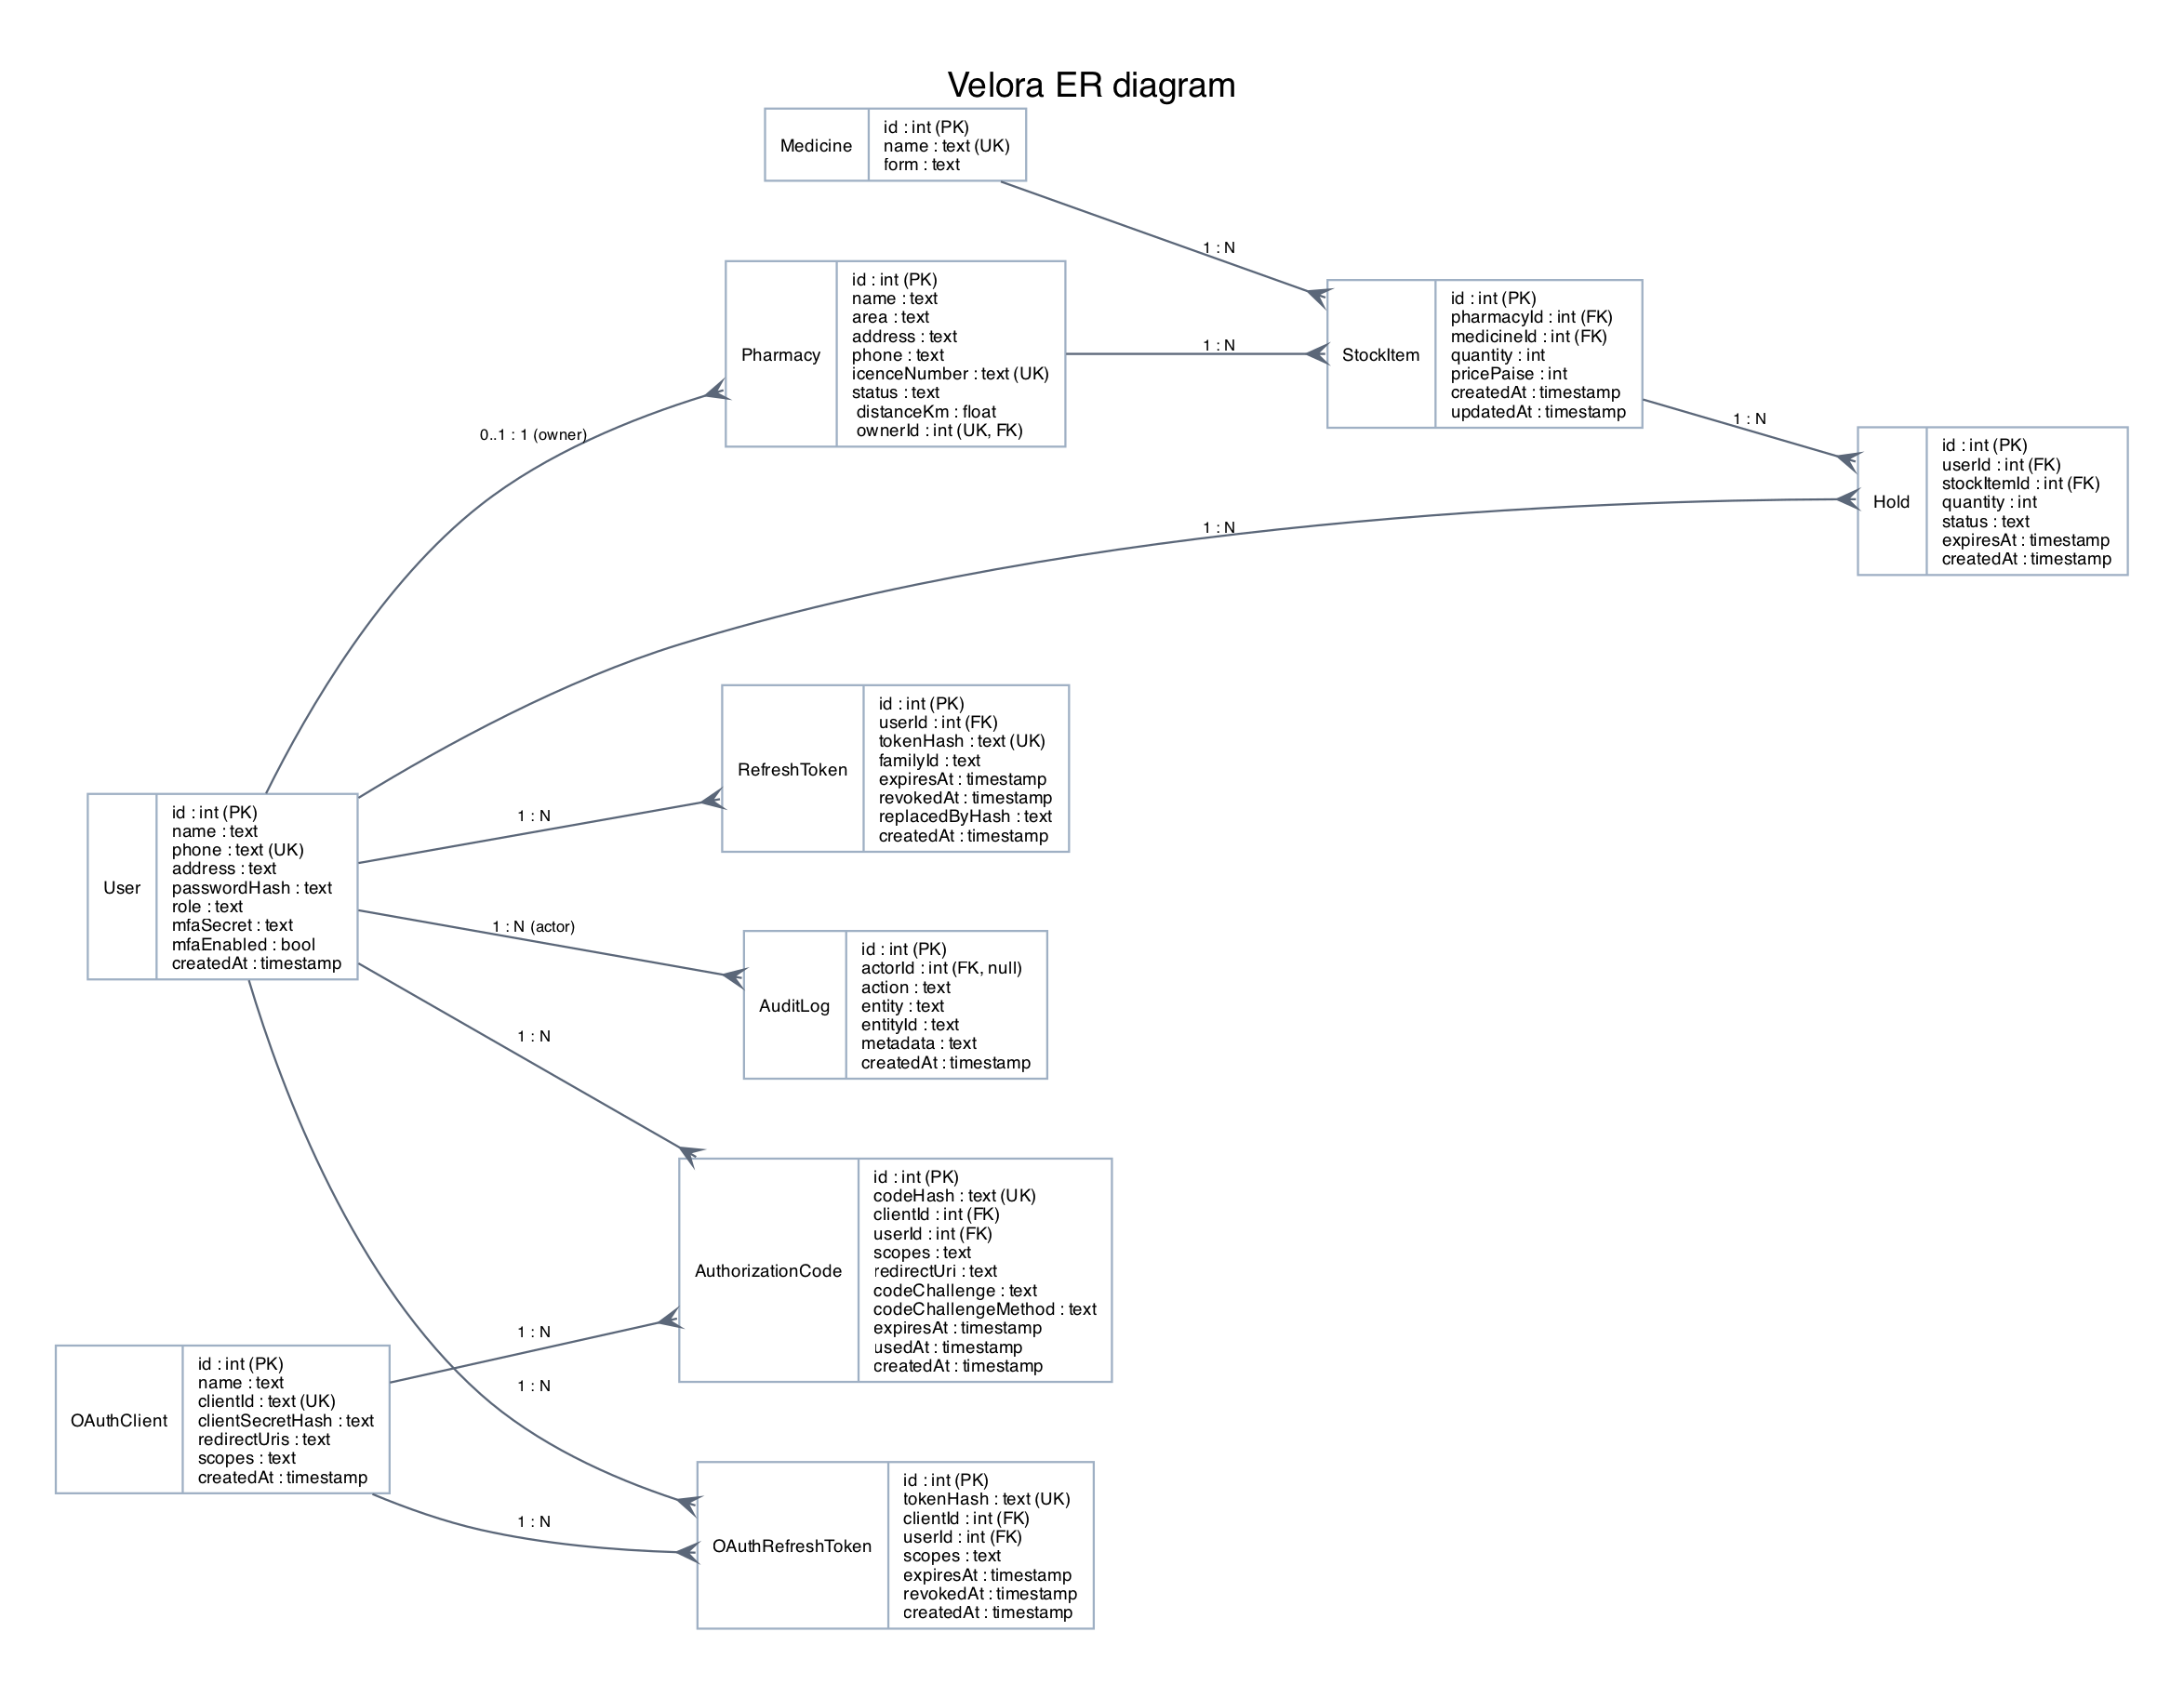 Velora ER diagram
Medicine
id : int (PK)
name : text (UK)
form : text
1 : N
Pharmacy
id : int (PK)
name : text
area : text
address : text
phone : text
icenceNumber : text (UK)
status : text
distanceKm : float
ownerId : int (UK, FK)
1 : N
StockItem
id : int (PK)
pharmacyId : int (FK)
medicineId : int (FK)
quantity : int
pricePaise : int
createdAt : timestamp
updatedAt : timestamp
1 : N
0..1 : 1 (owner)
Hold
id : int (PK)
userId : int (FK)
stockItemId : int (FK)
quantity : int
status : text
expiresAt : timestamp
createdAt : timestamp
1 : N
RefreshToken
id : int (PK)
userId : int (FK)
tokenHash : text (UK)
familyId : text
expiresAt : timestamp
revokedAt : timestamp
replacedByHash : text
createdAt : timestamp
1 : N
User
id : int (PK)
name : text
phone : text (UK)
address : text
passwordHash : text
role : text
mfaSecret : text
mfaEnabled : bool
createdAt : timestamp
1 : N (actor)
AuditLog
id : int (PK)
actorId : int (FK, null)
action : text
entity : text
entityId : text
metadata : text
createdAt : timestamp
1 : N
AuthorizationCode
id : int (PK)
codeHash : text (UK)
clientId : int (FK)
userId : int (FK)
scopes : text
redirectUri : text
codeChallenge : text
codeChallengeMethod : text
expiresAt : timestamp
usedAt : timestamp
createdAt : timestamp
1 : N
1 : N
OAuthClient
id : int (PK)
name : text
clientId : text (UK)
clientSecretHash : text
redirectUris : text
scopes : text
createdAt : timestamp
1 : N
OAuthRefreshToken
id : int (PK)
tokenHash : text (UK)
clientId : int (FK)
userId : int (FK)
scopes : text
expiresAt : timestamp
revokedAt : timestamp
createdAt : timestamp